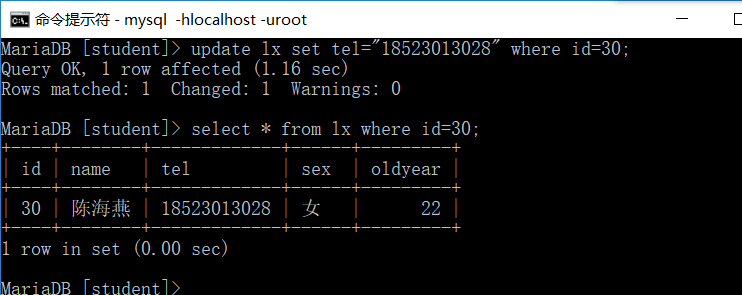 命令提示符 - mysql  -hlocalhost -uroot
MariaDB [student]> update lx set tel="18523013028" where id=30;
Query OK, 1 row affected (1.16 sec)
Rows matched: 1  Changed: 1  Warnings: 0
MariaDB [student]> select * from lx where id=30;
+----+--------+-------------+------+---------+
| id | name   | tel         | sex  | oldyear |
+----+--------+-------------+------+---------+
| 30 | 陈海燕 | 18523013028 | 女   |      22 |
+----+--------+-------------+------+---------+
1 row in set (0.00 sec)
MariaDB [student]>